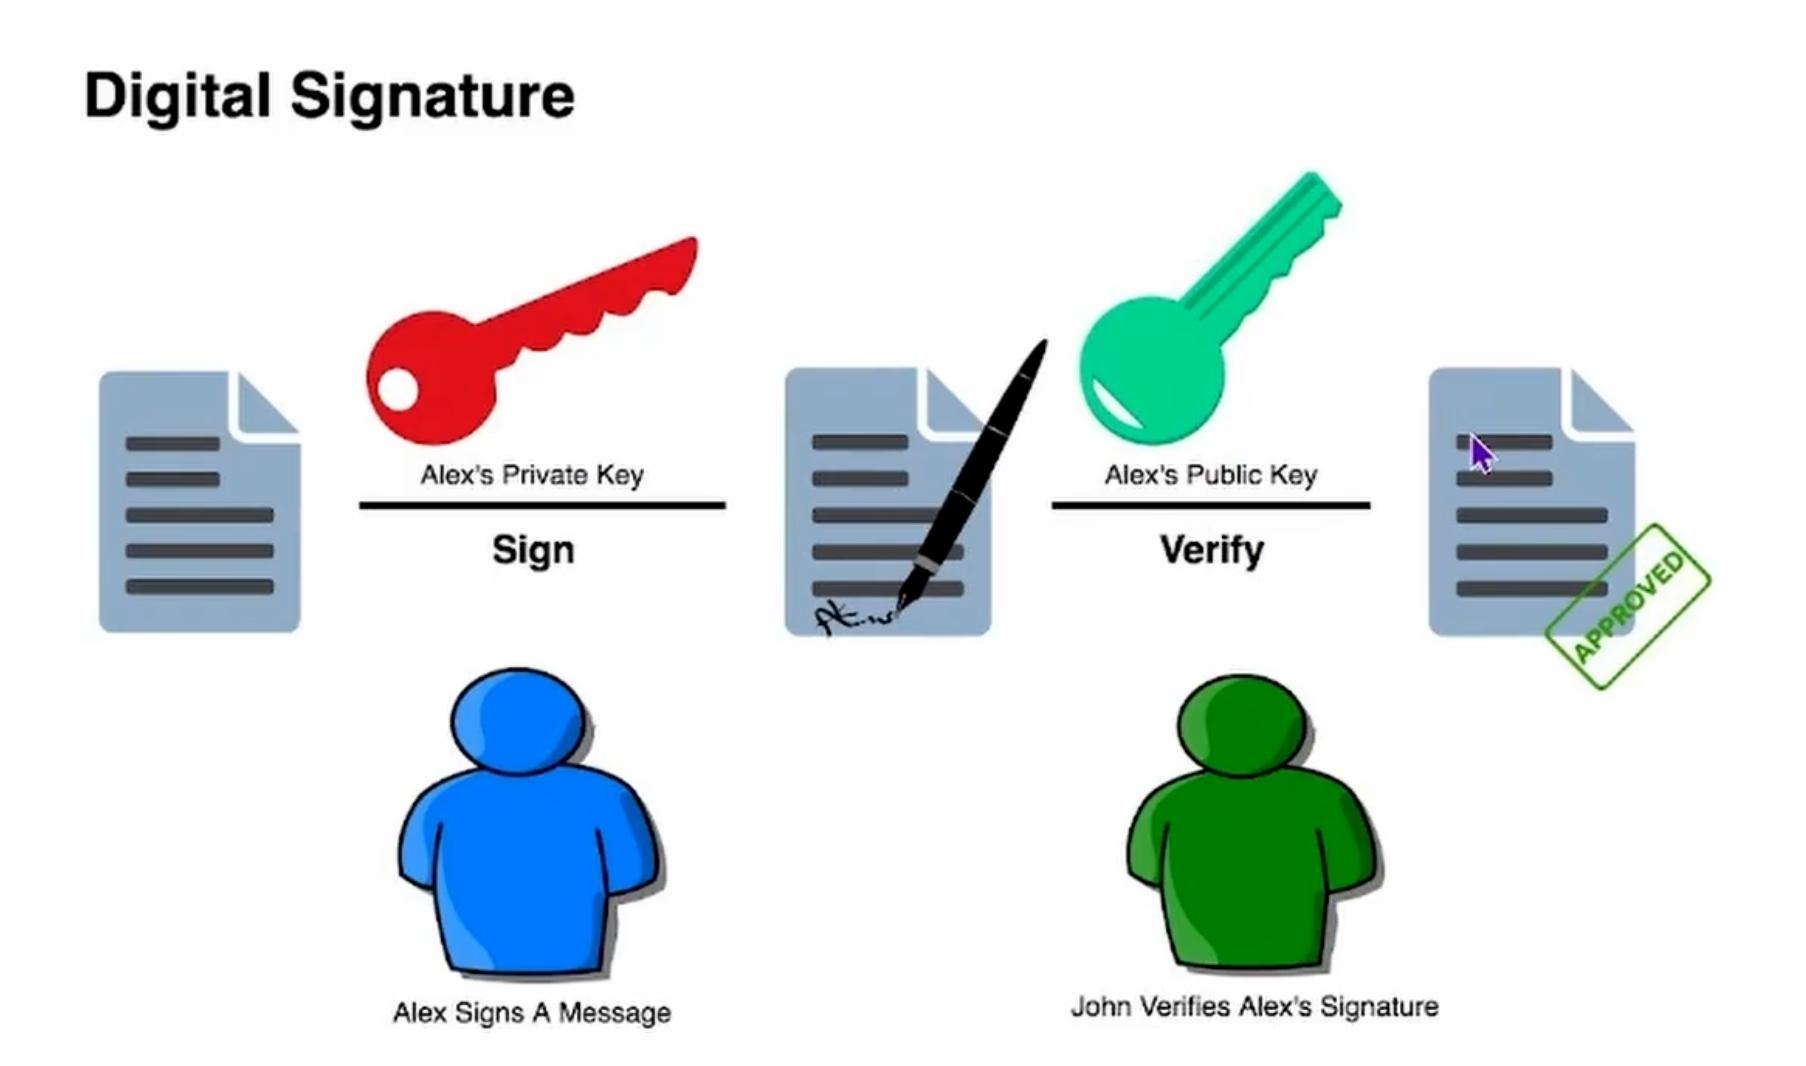 Digital Signature
Alex's Private Key
Sign
Alex's Public Key
Verify
APPROVED
Alex Signs A Message
John Verifies Alex's Signature